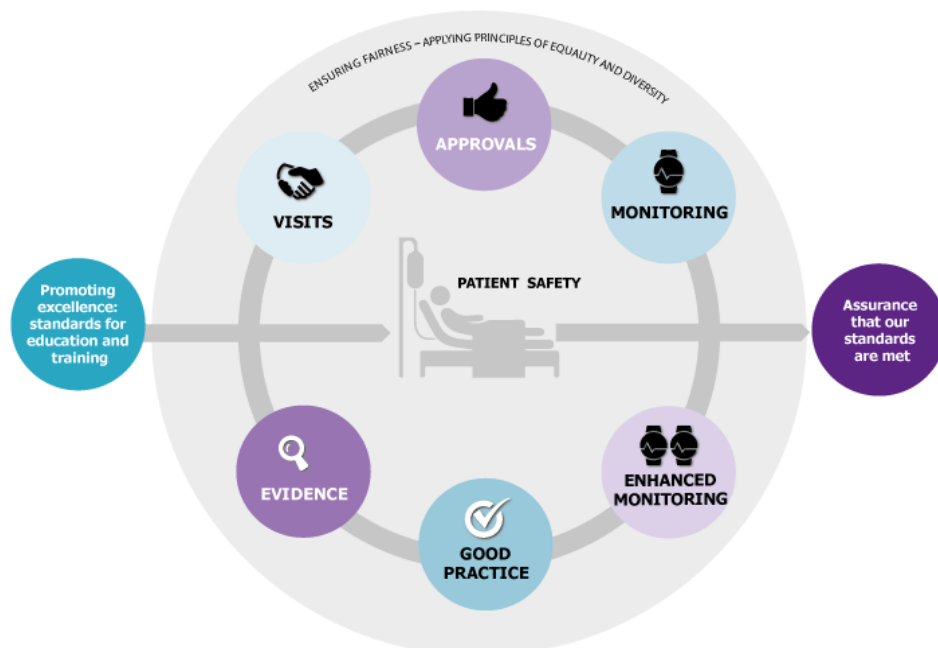 ENSURING FAIRNESS – APPLYING PRINCIPLES OF EQUALITY AND DIVERSITY
APPROVALS
VISITS
MONITORING
PATIENT SAFETY
Promoting
excellence:
standards for
education and
training
Assurance
that our
standards
are met
EVIDENCE
ENHANCED
MONITORING
GOOD
PRACTICE